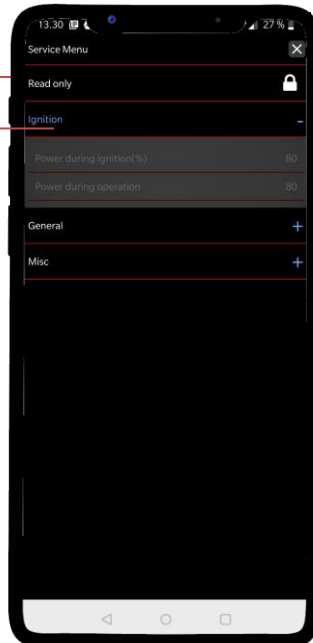 13.30 27%
Service Menu
Read only
Ignition
Power during ignition(%) 80
Power during operation 80
General
Misc